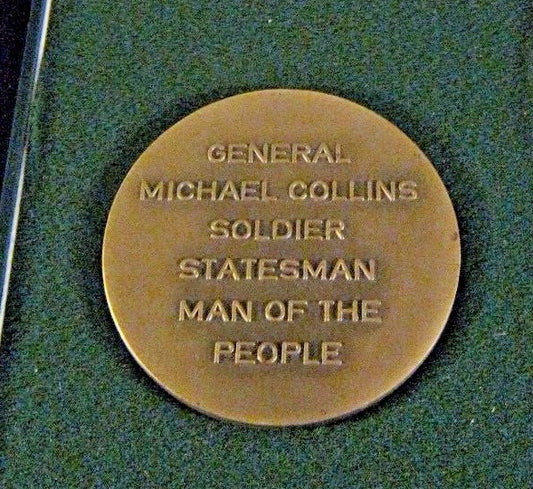 GENERAL
MICHAEL COLLINS
SOLDIER
STATESMAN
MAN OF THE
PEOPLE